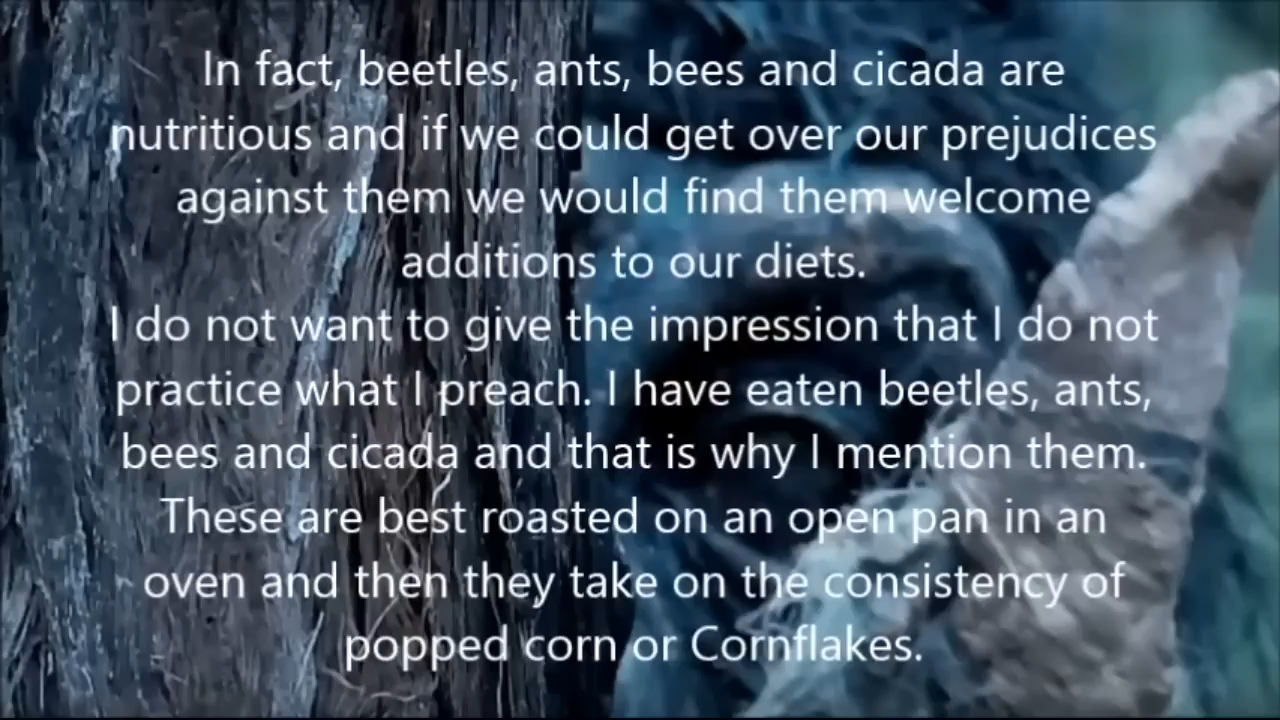 In fact, beetles, ants, bees and cicada are
nutritious and if we could get over our prejudices
against them we would find them welcome
additions to our diets.
I do not want to give the impression that I do not
practice what I preach. I have eaten beetles, ants,
bees and cicada and that is why I mention them.
These are best roasted on an open pan in an
oven and then they take on the consistency of
popped corn or Cornflakes.